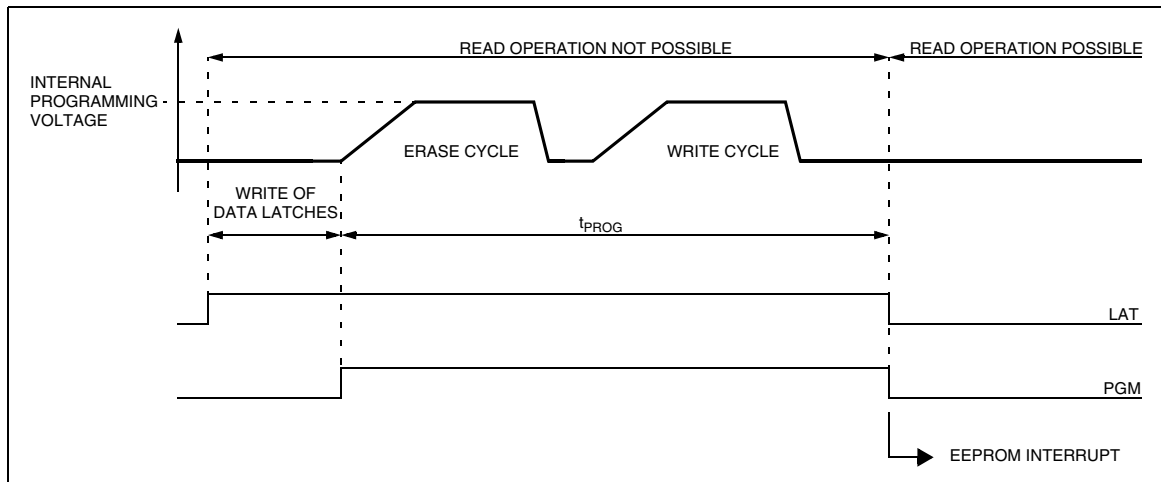 READ OPERATION NOT POSSIBLE
READ OPERATION POSSIBLE
INTERNAL
PROGRAMMING
VOLTAGE
ERASE CYCLE
WRITE CYCLE
WRITE OF
DATA LATCHES
tPROG
LAT
PGM
EEPROM INTERRUPT